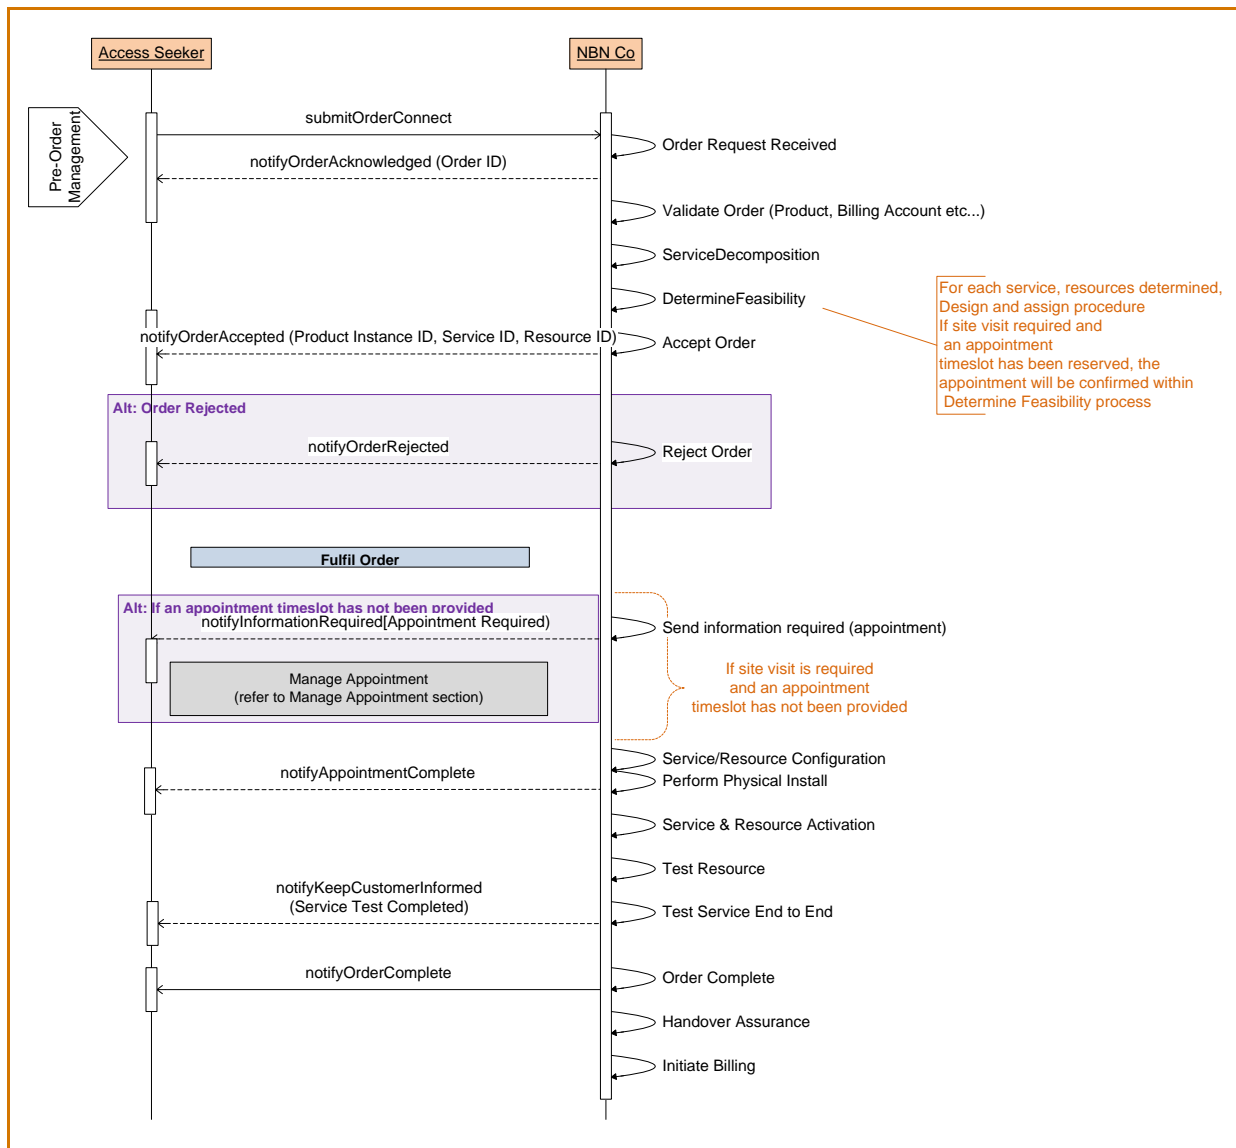 Access Seeker
NBN Co
Pre-Order
Management
submitOrderConnect
Order Request Received
notifyOrderAcknowledged (Order ID)
Validate Order (Product, Billing Account etc...)
ServiceDecomposition
DetermineFeasibility
For each service, resources determined,
Design and assign procedure
If site visit required and
an appointment
timeslot has been reserved, the
appointment will be confirmed within
Determine Feasibility process
notifyOrderAccepted (Product Instance ID, Service ID, Resource ID)
Accept Order
Alt: Order Rejected
notifyOrderRejected
Reject Order
Fulfil Order
Alt: If an appointment timeslot has not been provided
notifyInformationRequired[Appointment Required)
Send information required (appointment)
Manage Appointment
(refer to Manage Appointment section)
If site visit is required
and an appointment
timeslot has not been provided
Service/Resource Configuration
notifyAppointmentComplete
Perform Physical Install
Service & Resource Activation
Test Resource
notifyKeepCustomerInformed
(Service Test Completed)
Test Service End to End
notifyOrderComplete
Order Complete
Handover Assurance
Initiate Billing